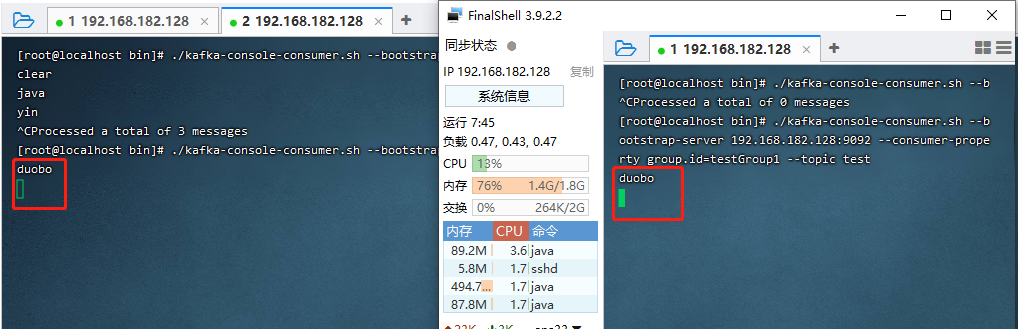 1 192.168.182.128
2 192.168.182.128
[root@localhost bin]# ./kafka-console-consumer.sh --bootstrap
clear
java
yin
^CProcessed a total of 3 messages
[root@localhost bin]# ./kafka-console-consumer.sh --bootstrap
duobo
FinalShell 3.9.2.2
同步状态
IP 192.168.182.128 复制
系统信息
运行 7:45
负载 0.47, 0.43, 0.47
CPU 13%
内存 76% 1.4G/1.8G
交换 0% 264K/2G
内存 CPU 命令
89.2M 3.6 java
5.8M 1.7 sshd
494.7... 1.7 java
87.8M 1.7 java
1 192.168.182.128
[root@localhost bin]# ./kafka-console-consumer.sh --b
^CProcessed a total of 0 messages
[root@localhost bin]# ./kafka-console-consumer.sh --b
ootstrap-server 192.168.182.128:9092 --consumer-prope
rty group.id=testGroup1 --topic test
duobo